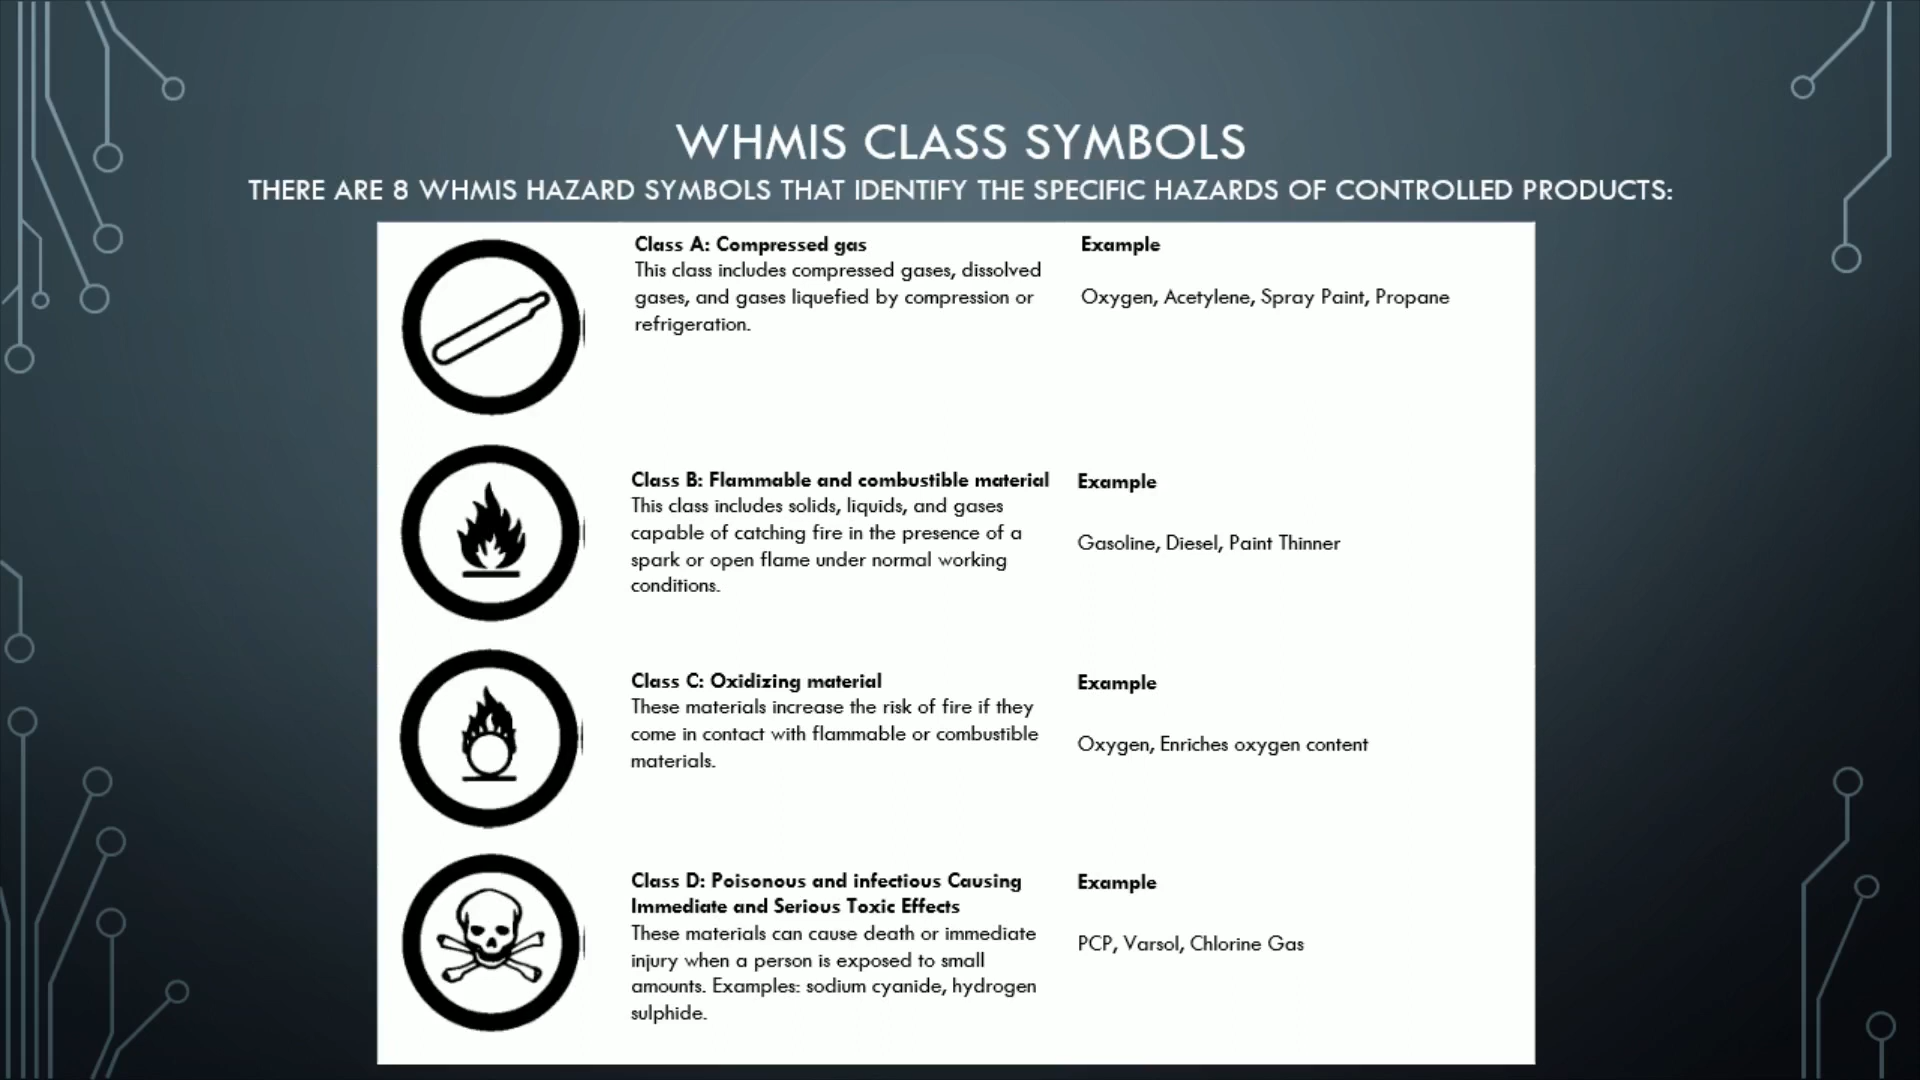 WHMIS CLASS SYMBOLS
THERE ARE 8 WHMIS HAZARD SYMBOLS THAT IDENTIFY THE SPECIFIC HAZARDS OF CONTROLLED PRODUCTS:
Class A: Compressed gas
This class includes compressed gases, dissolved
gases, and gases liquefied by compression or
refrigeration.
Example
Oxygen, Acetylene, Spray Paint, Propane
Class B: Flammable and combustible material
This class includes solids, liquids, and gases
capable of catching fire in the presence of a
spark or open flame under normal working
conditions.
Example
Gasoline, Diesel, Paint Thinner
Class C: Oxidizing material
These materials increase the risk of fire if they
come in contact with flammable or combustible
materials.
Example
Oxygen, Enriches oxygen content
Class D: Poisonous and infectious Causing
Immediate and Serious Toxic Effects
These materials can cause death or immediate
injury when a person is exposed to small
amounts. Examples: sodium cyanide, hydrogen
sulphide.
Example
PCP, Varsol, Chlorine Gas